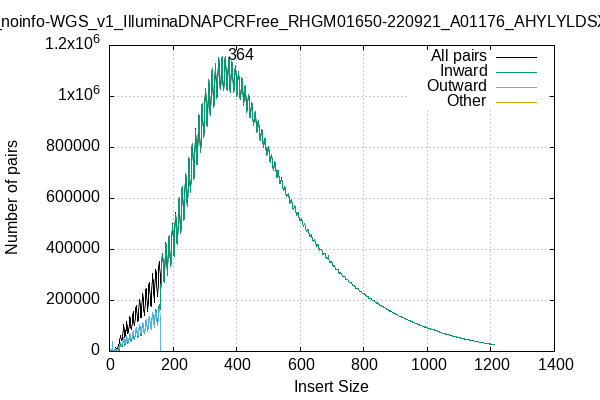 _noinfo-WGS_v1_IlluminaDNAPCRFree_RHGM01650-220921_A01176_AHYLYLDSX
364
All pairs
Inward
Outward
Other
1.2x10^6
1x10^6
800000
600000
400000
200000
0
Number of pairs
0 200 400 600 800 1000 1200 1400
Insert Size